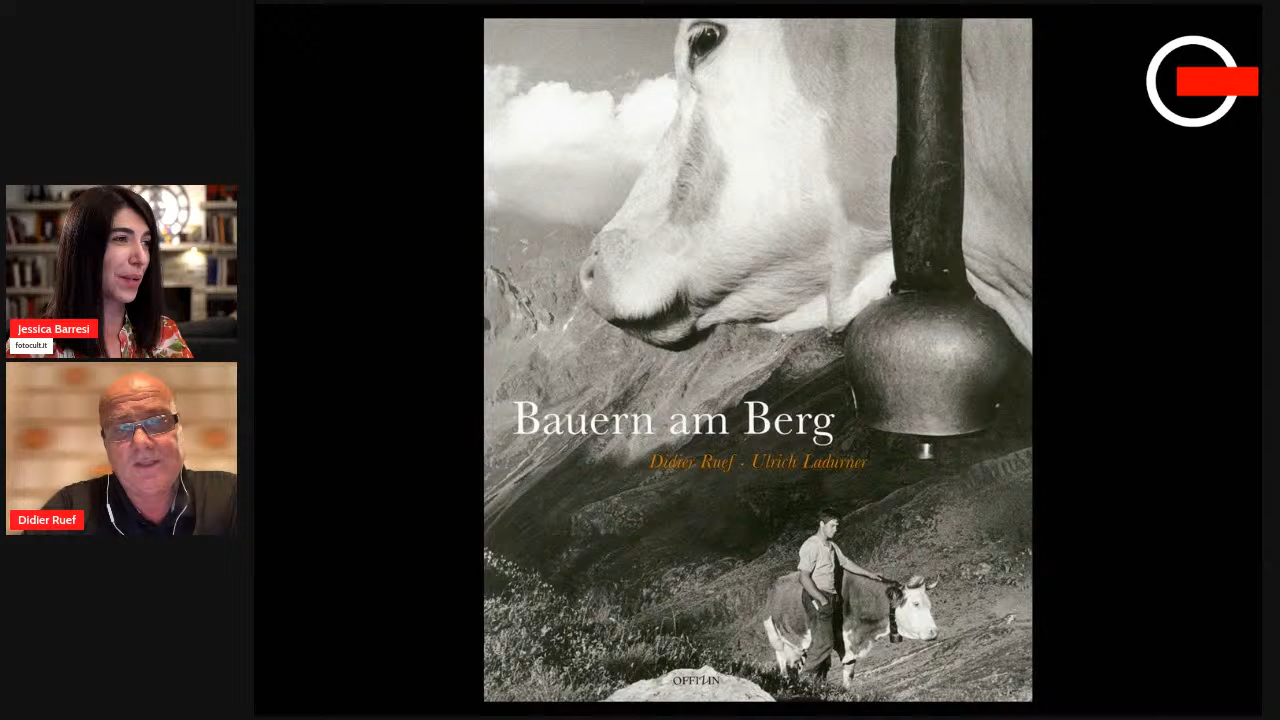 Jessica Barresi
fotocult.it
Didier Ruef
Bauern am Berg
Didier Ruef · Ulrich Ladurner
OFFIZIN